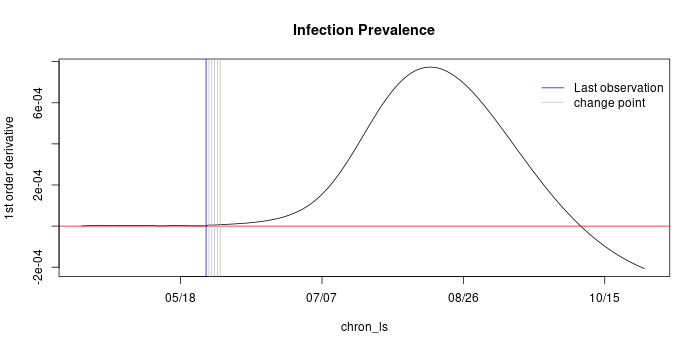 Infection Prevalence
1st order derivative
6e-04
2e-04
-2e-04
Last observation
change point
05/18
07/07
08/26
10/15
chron_ls